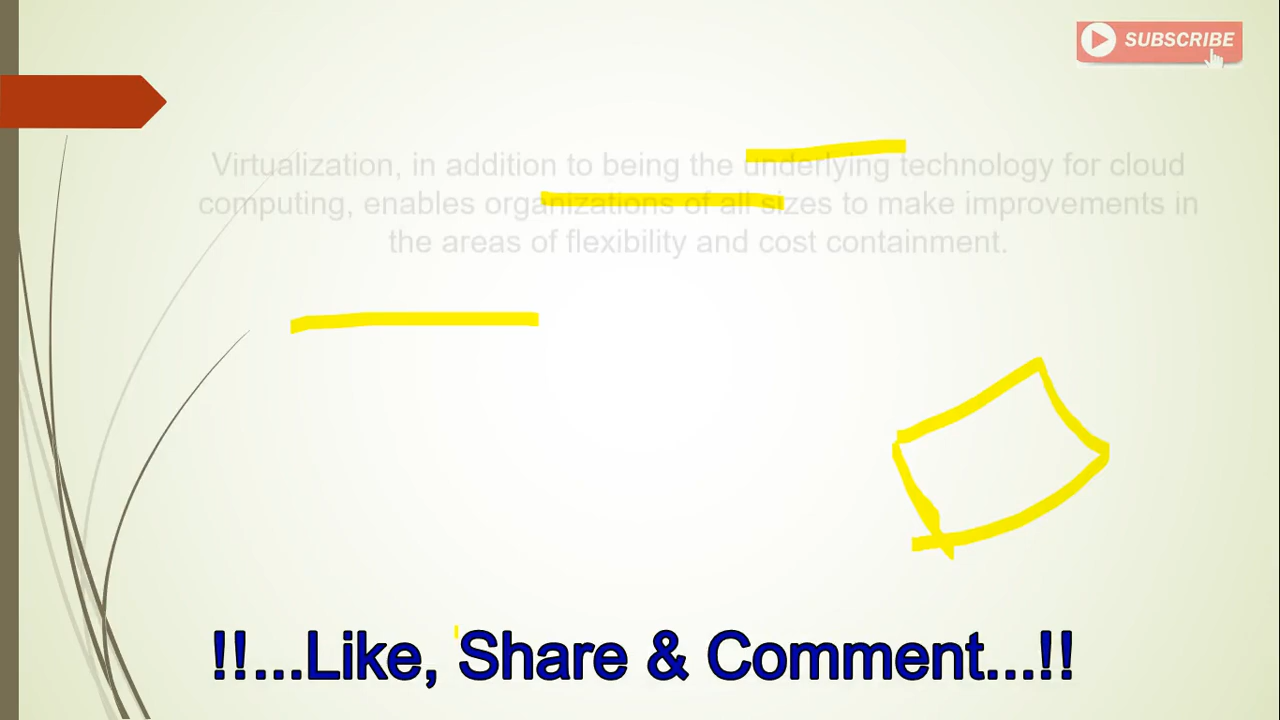 SUBSCRIBE
Virtualization, in addition to being the underlying technology for cloud
computing, enables organizations of all sizes to make improvements in
the areas of flexibility and cost containment.
!!...Like, Share & Comment...!!